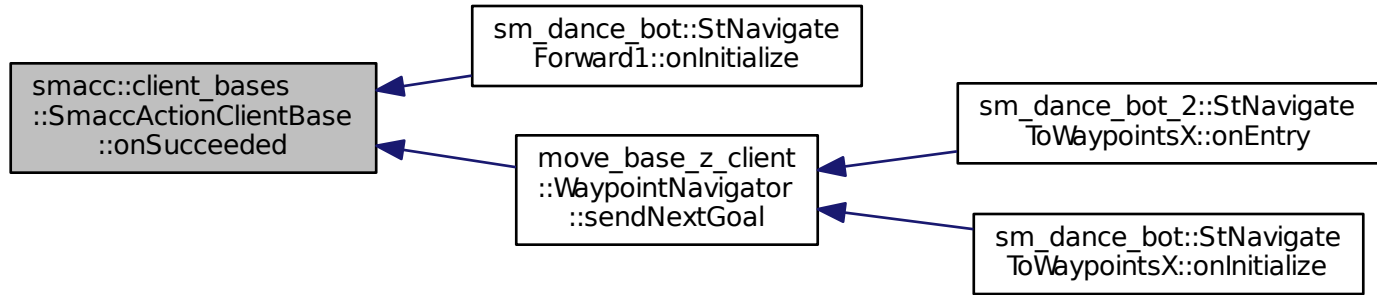 smacc::client_bases
::SmaccActionClientBase
::onSucceeded
sm_dance_bot::StNavigate
Forward1::onInitialize
move_base_z_client
::WaypointNavigator
::sendNextGoal
sm_dance_bot_2::StNavigate
ToWaypointsX::onEntry
sm_dance_bot::StNavigate
ToWaypointsX::onInitialize